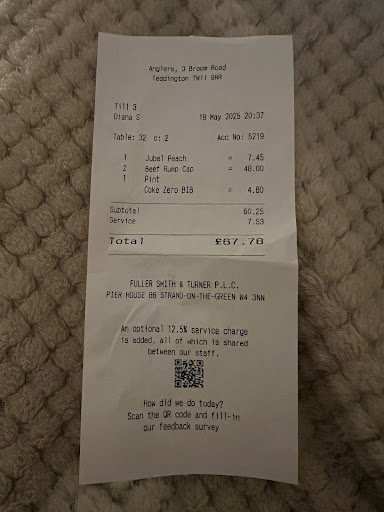 Anglers, 3 Broom Road
Teddington TW11 9NR
Till 3
Diana S 18 May 2025 20:37
Table: 32 c: 2 Acc No: 5219
1 Jubel Peach = 7.45
2 Beef Rump Cap = 48.00
1 Pint
Coke Zero BIB = 4.80
Subtotal 60.25
Service 7.53
Total £67.78
FULLER SMITH & TURNER P.L.C.
PIER HOUSE 86 STRAND-ON-THE-GREEN W4 3NN
An optional 12.5% service charge
is added, all of which is shared
between our staff.
How did we do today?
Scan the QR code and fill-in
our feedback survey